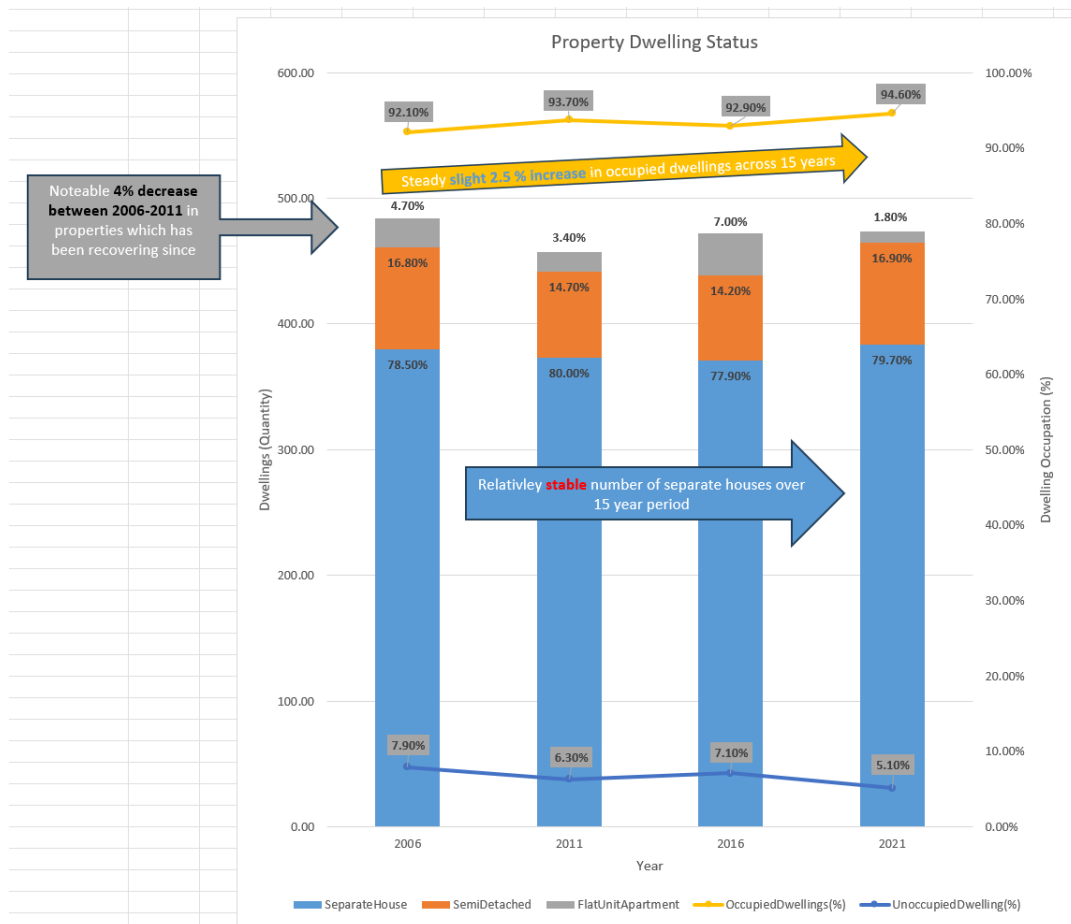 Property Dwelling Status
600.00
500.00
400.00
300.00
200.00
100.00
0.00
Dwellings (Quantity)
100.00%
90.00%
80.00%
70.00%
60.00%
50.00%
40.00%
30.00%
20.00%
10.00%
0.00%
Dwelling Occupation (%)
92.10%
93.70%
92.90%
94.60%
Steady slight 2.5 % increase in occupied dwellings across 15 years
Noteable 4% decrease
between 2006-2011 in
properties which has
been recovering since
4.70%
3.40%
7.00%
1.80%
16.80%
14.70%
14.20%
16.90%
78.50%
80.00%
77.90%
79.70%
Relativley stable number of separate houses over
15 year period
7.90%
6.30%
7.10%
5.10%
2006
2011
2016
2021
Year
SeparateHouse
SemiDetached
FlatUnitApartment
OccupiedDwellings(%)
UnoccupiedDwelling(%)